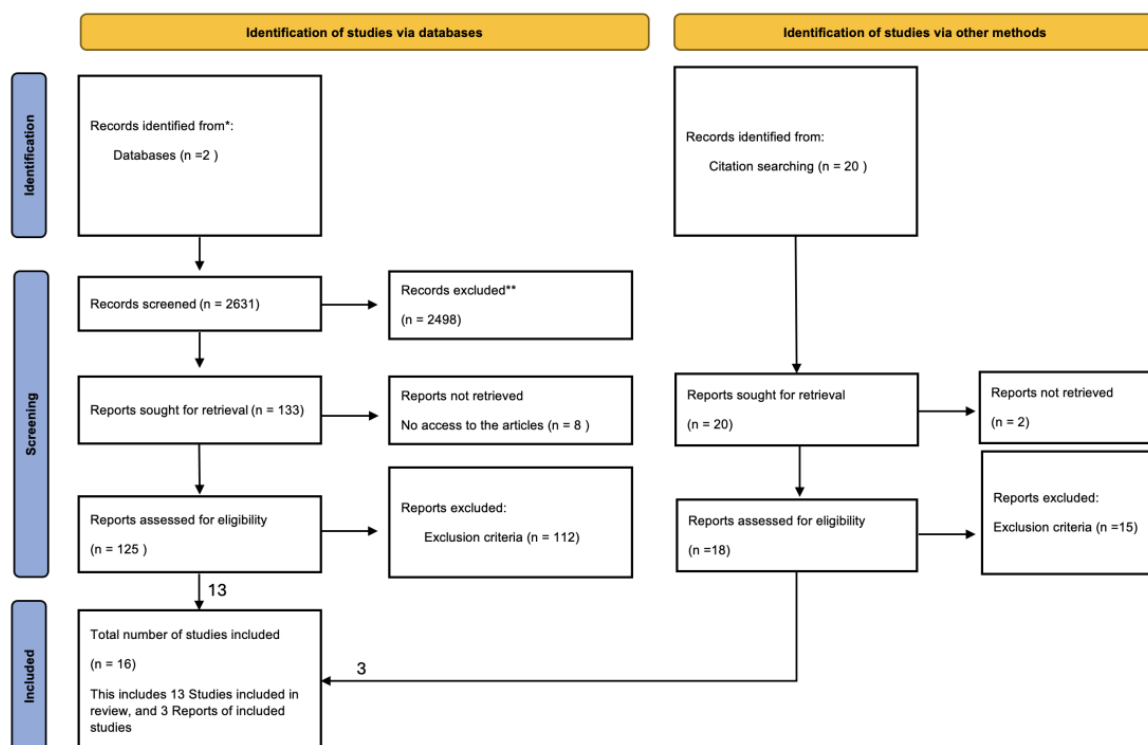 Identification of studies via databases
Identification of studies via other methods
Identification
Records identified from*:
Databases (n =2 )
Records identified from:
Citation searching (n = 20 )
Screening
Records screened (n = 2631)
Records excluded**
(n = 2498)
Reports sought for retrieval (n = 133)
Reports not retrieved
No access to the articles (n = 8 )
Reports sought for retrieval
(n = 20)
Reports not retrieved
(n = 2)
Reports assessed for eligibility
(n = 125 )
Reports excluded:
Exclusion criteria (n = 112)
Reports assessed for eligibility
(n =18)
Reports excluded:
Exclusion criteria (n =15)
13
3
Included
Total number of studies included
(n = 16)
This includes 13 Studies included in
review, and 3 Reports of included
studies